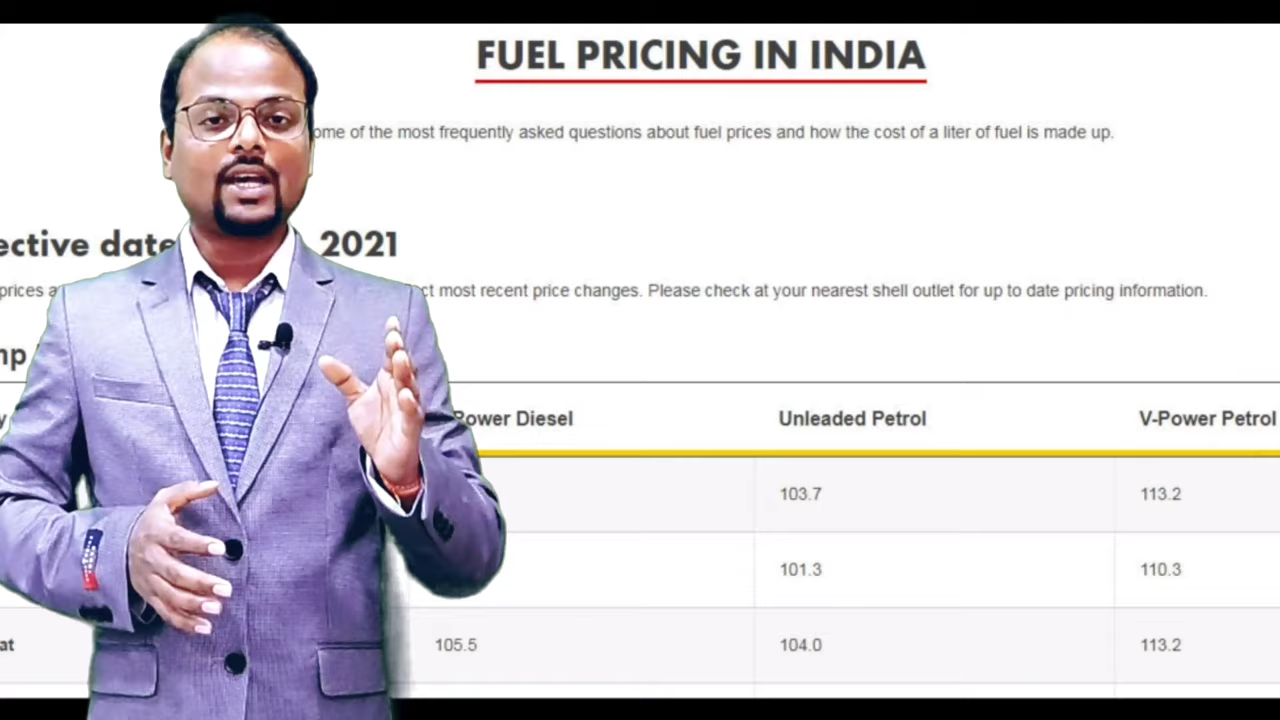 FUEL PRICING IN INDIA
ome of the most frequently asked questions about fuel prices and how the cost of a liter of fuel is made up.
ective date 2021
prices a ct most recent price changes. Please check at your nearest shell outlet for up to date pricing information.
mp
y Power Diesel Unleaded Petrol V-Power Petrol
103.7 113.2
101.3 110.3
at 105.5 104.0 113.2